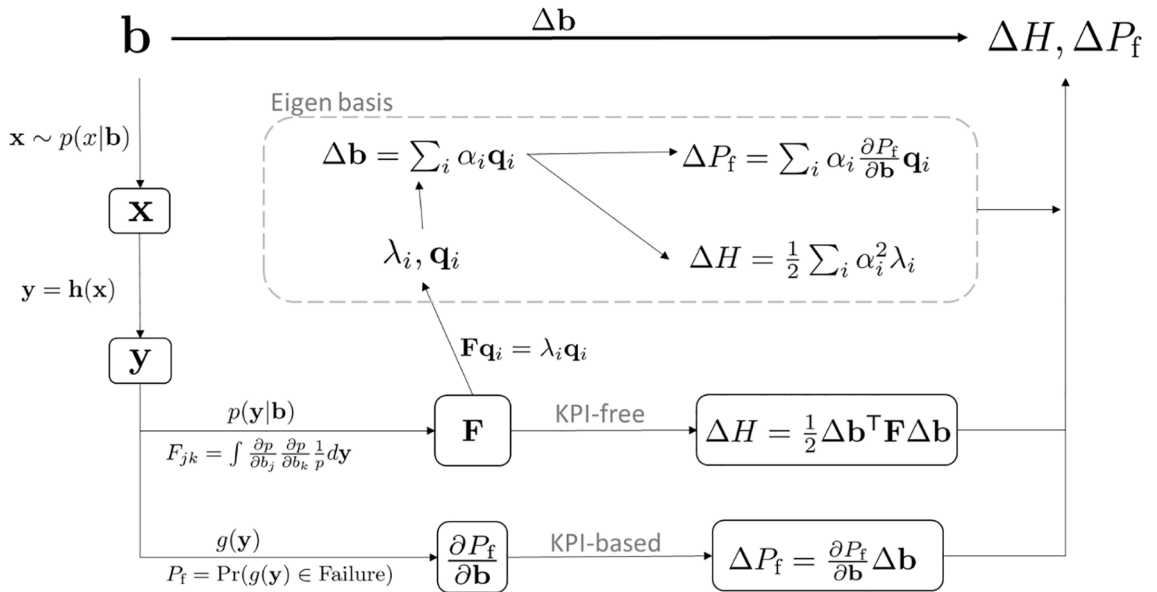 Δb
b
ΔH, ΔP_f
Eigen basis
x ∼ p(x|b)
Δb = ∑_i α_i q_i
ΔP_f = ∑_i α_i ∂P_f/∂b q_i
x
λ_i, q_i
ΔH = 1/2 ∑_i α_i^2 λ_i
y = h(x)
y
Fq_i = λ_i q_i
p(y|b)
F_jk = ∫ ∂p/∂b_j ∂p/∂b_k 1/p dy
F
KPI-free
ΔH = 1/2 Δb^⊤ FΔb
g(y)
P_f = Pr(g(y) ∈ Failure)
∂P_f/∂b
KPI-based
ΔP_f = ∂P_f/∂b Δb